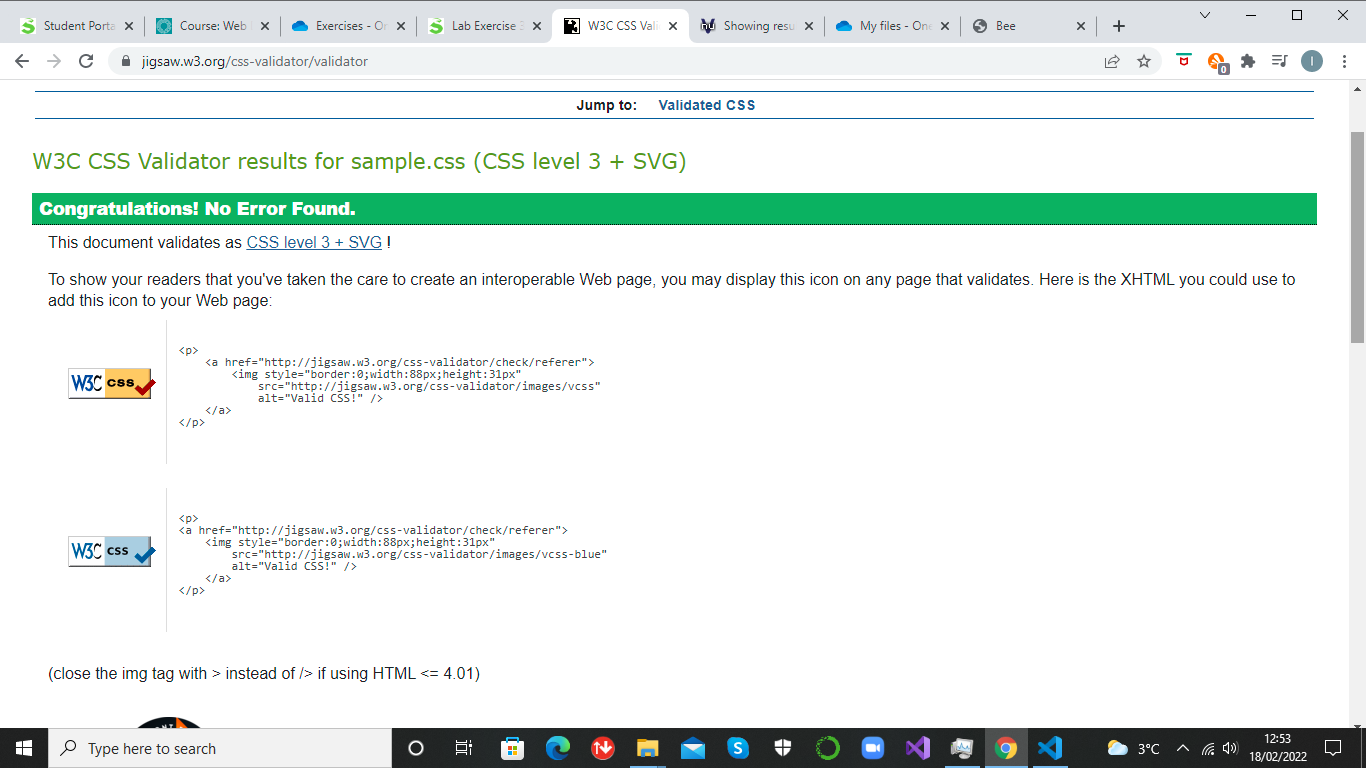 Student Porta
Course: Web
Exercises - On
Lab Exercise 3
W3C CSS Vali
Showing resu
My files - One
Bee
jigsaw.w3.org/css-validator/validator
0
I
Jump to: Validated CSS
W3C CSS Validator results for sample.css (CSS level 3 + SVG)
Congratulations! No Error Found.
This document validates as CSS level 3 + SVG !
To show your readers that you've taken the care to create an interoperable Web page, you may display this icon on any page that validates. Here is the XHTML you could use to
add this icon to your Web page:
<p>
<a href="http://jigsaw.w3.org/css-validator/check/referer">
<img style="border:0;width:88px;height:31px"
W3C css
src="http://jigsaw.w3.org/css-validator/images/vcss"
alt="Valid CSS!" />
</a>
</p>
<p>
<a href="http://jigsaw.w3.org/css-validator/check/referer">
<img style="border:0;width:88px;height:31px"
W3C css
src="http://jigsaw.w3.org/css-validator/images/vcss-blue"
alt="Valid CSS!" />
</a>
</p>
(close the img tag with > instead of /> if using HTML <= 4.01)
Type here to search
3°C
12:53
18/02/2022